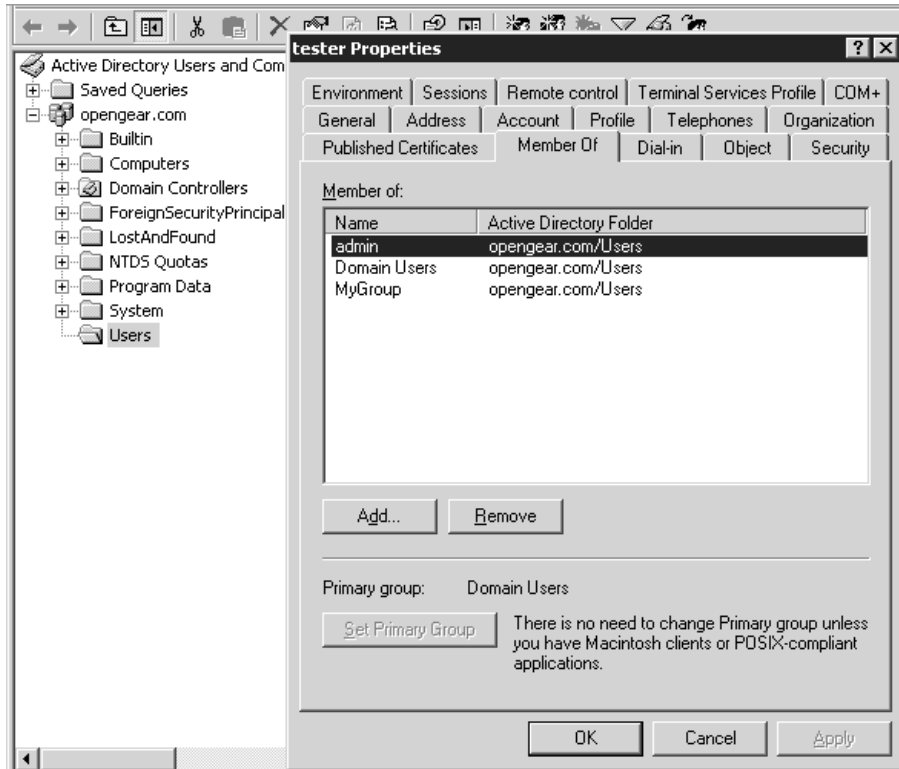 tester Properties
? X
Active Directory Users and Com
Saved Queries
opengear.com
Builtin
Computers
Domain Controllers
ForeignSecurityPrincipal
LostAndFound
NTDS Quotas
Program Data
System
Users
Environment Sessions Remote control Terminal Services Profile COM+
General Address Account Profile Telephones Organization
Published Certificates Member Of Dial-in Object Security
Member of:
Name Active Directory Folder
admin opengear.com/Users
Domain Users opengear.com/Users
MyGroup opengear.com/Users
Add... Remove
Primary group: Domain Users
Set Primary Group
There is no need to change Primary group unless
you have Macintosh clients or POSIX-compliant
applications.
OK Cancel Apply